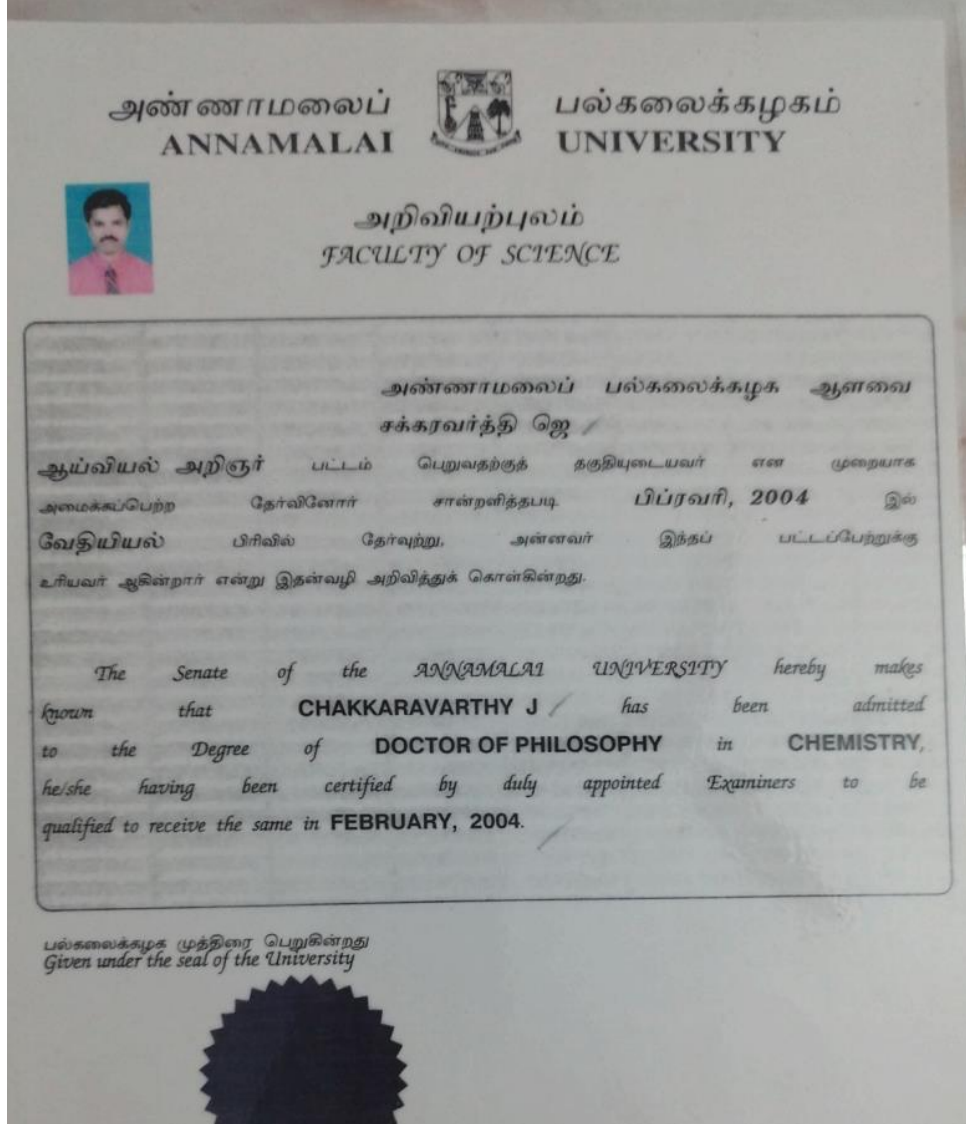 அண்ணாமலைப் பல்கலைக்கழகம்
ANNAMALAI UNIVERSITY
அறிவியற்புலம்
FACULTY OF SCIENCE
அண்ணாமலைப் பல்கலைக்கழக ஆளவை
சக்கரவர்த்தி ஜெ
ஆய்வியல் அறிஞர் பட்டம் பெறுவதற்குத் தகுதியுடையவர் என முறையாக
அமைக்கப்பெற்ற தேர்வினோர் சான்றளித்தபடி பிப்ரவரி, 2004 இல்
வேதியியல் பிரிவில் தேர்வுற்று, அன்னவர் இந்தப் பட்டப்பேற்றுக்கு
உரியவர் ஆகின்றார் என்று இதன்வழி அறிவித்துக் கொள்கின்றது.
The Senate of the ANNAMALAI UNIVERSITY hereby makes
known that CHAKKARAVARTHY J has been admitted
to the Degree of DOCTOR OF PHILOSOPHY in CHEMISTRY,
he/she having been certified by duly appointed Examiners to be
qualified to receive the same in FEBRUARY, 2004.
பல்கலைக்கழக முத்திரை பெறுகின்றது
Given under the seal of the University